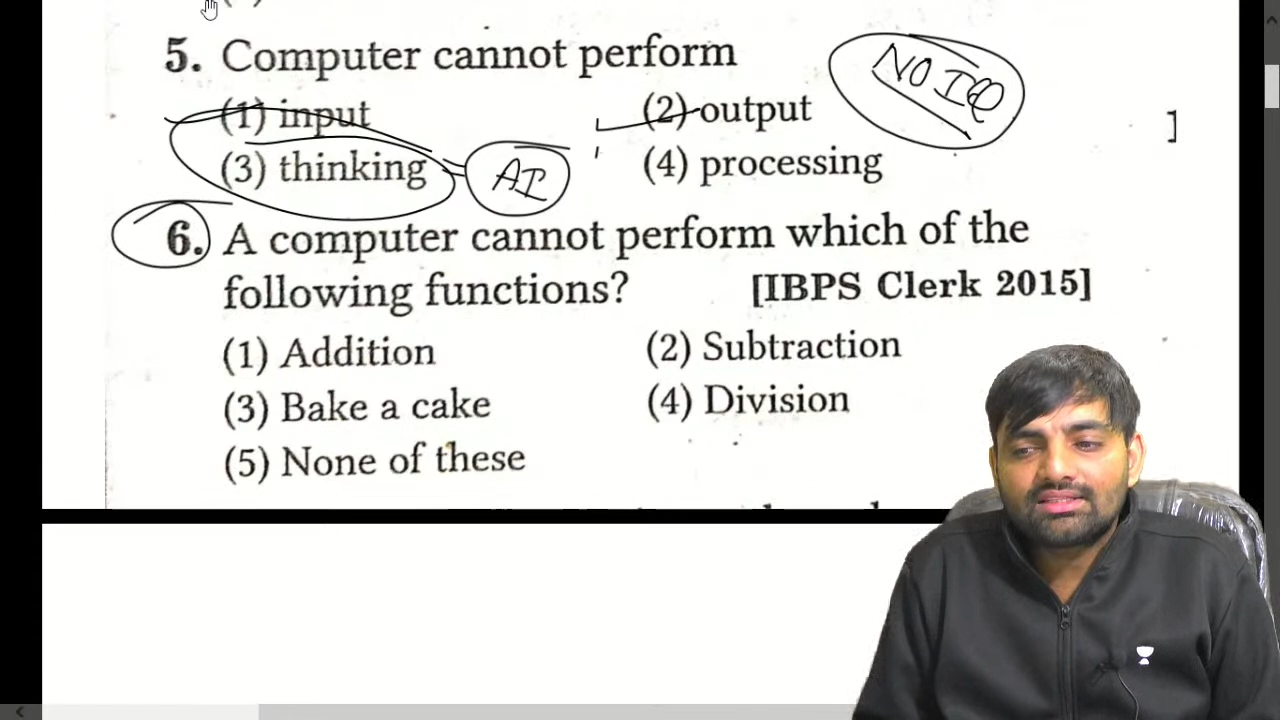 5. Computer cannot perform
(1) input (2) output
(3) thinking (4) processing
NO IQ
AI
]
6. A computer cannot perform which of the
following functions? [IBPS Clerk 2015]
(1) Addition (2) Subtraction
(3) Bake a cake (4) Division
(5) None of these